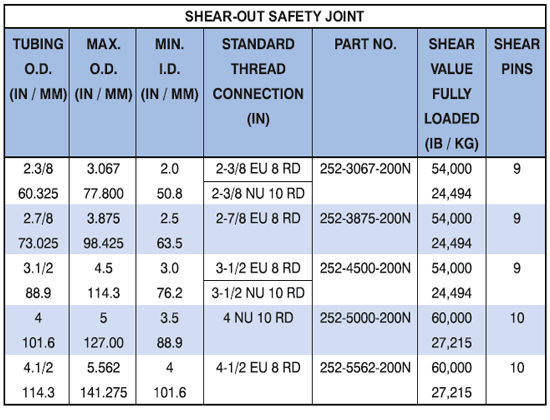 SHEAR-OUT SAFETY JOINT
TUBING MAX. MIN. STANDARD PART NO. SHEAR SHEAR
O.D. O.D. I.D. THREAD VALUE PINS
(IN / MM) (IN / MM) (IN / MM) CONNECTION FULLY
(IN) LOADED
(IB / KG)
2.3/8 3.067 2.0 2-3/8 EU 8 RD 252-3067-200N 54,000 9
60.325 77.800 50.8 2-3/8 NU 10 RD 24,494
2.7/8 3.875 2.5 2-7/8 EU 8 RD 252-3875-200N 54,000 9
73.025 98.425 63.5 24,494
3.1/2 4.5 3.0 3-1/2 EU 8 RD 252-4500-200N 54,000 9
88.9 114.3 76.2 3-1/2 NU 10 RD 24,494
4 5 3.5 4 NU 10 RD 252-5000-200N 60,000 10
101.6 127.00 88.9 27,215
4.1/2 5.562 4 4-1/2 EU 8 RD 252-5562-200N 60,000 10
114.3 141.275 101.6 27,215